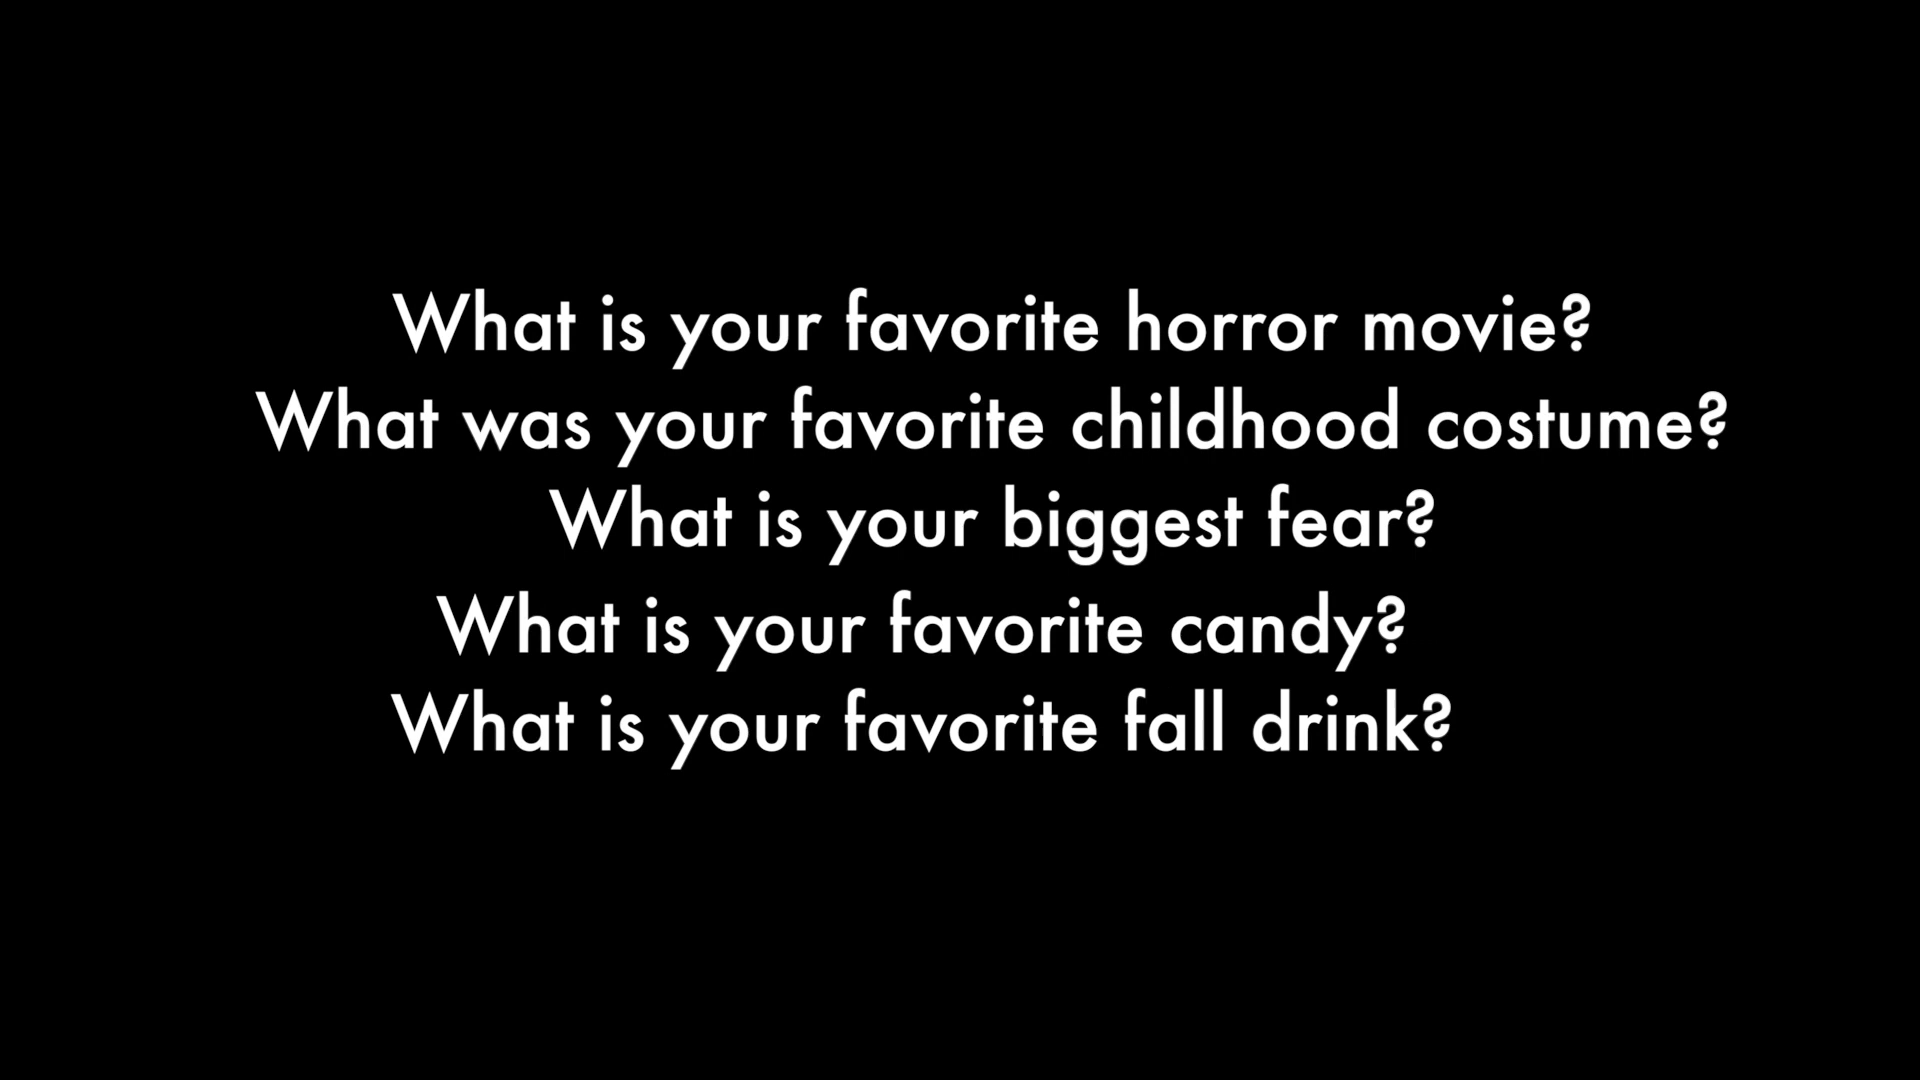 What is your favorite horror movie?
What was your favorite childhood costume?
What is your biggest fear?
What is your favorite candy?
What is your favorite fall drink?